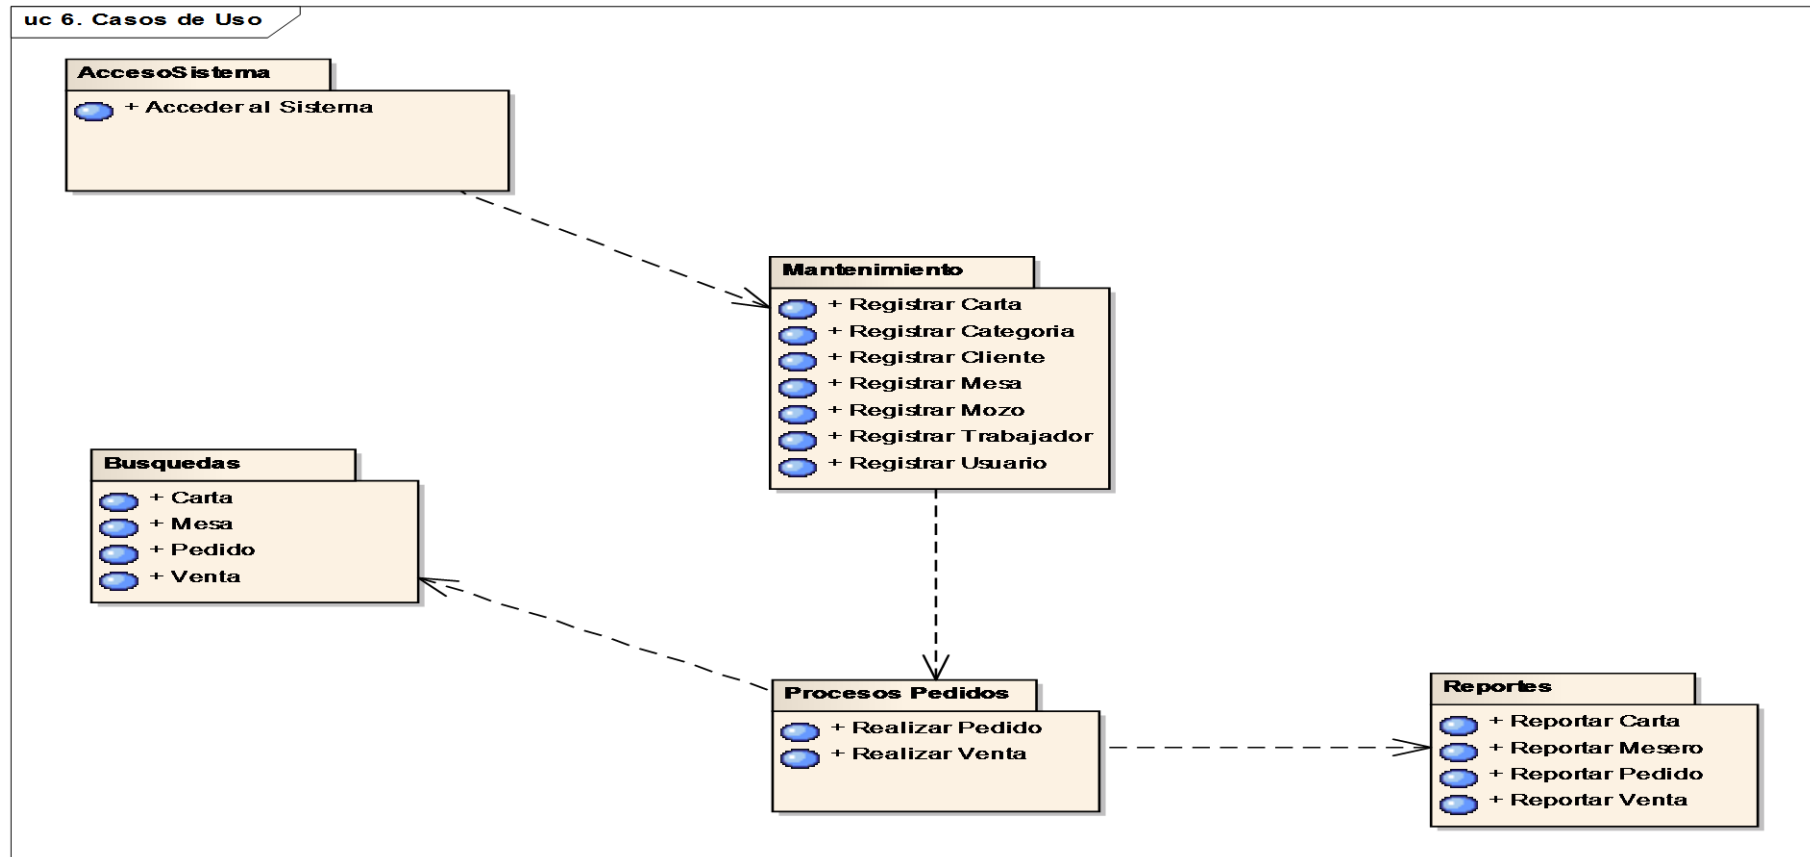 uc 6. Casos de Uso
AccesoSistema
+ Acceder al Sistema
Mantenimiento
+ Registrar Carta
+ Registrar Categoria
+ Registrar Cliente
+ Registrar Mesa
+ Registrar Mozo
+ Registrar Trabajador
+ Registrar Usuario
Busquedas
+ Carta
+ Mesa
+ Pedido
+ Venta
Procesos Pedidos
+ Realizar Pedido
+ Realizar Venta
Reportes
+ Reportar Carta
+ Reportar Mesero
+ Reportar Pedido
+ Reportar Venta